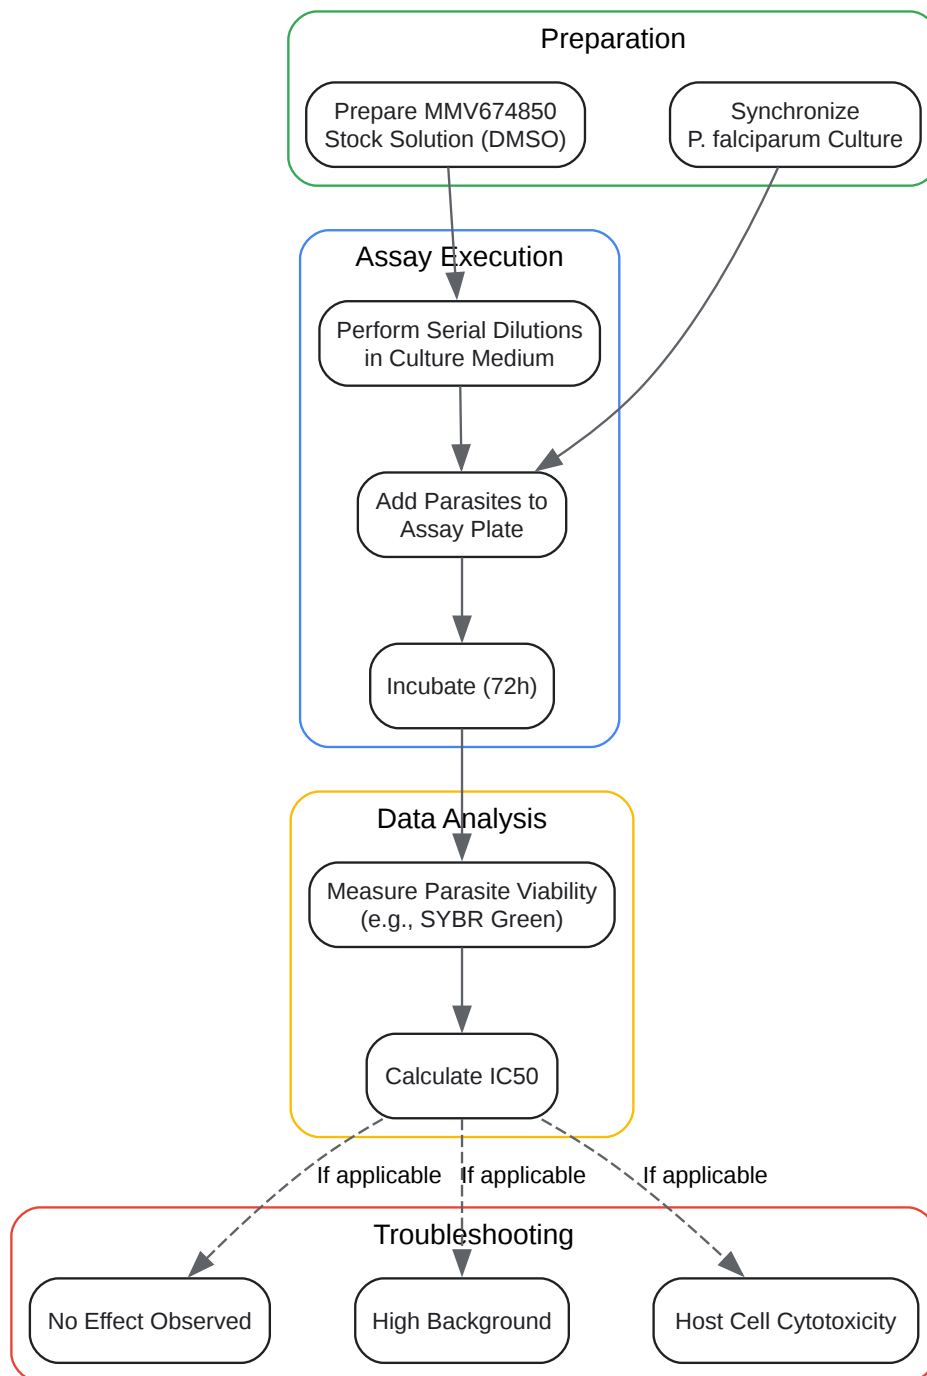 Preparation
Prepare MMV674850
Stock Solution (DMSO)
Synchronize
P. falciparum Culture
Assay Execution
Perform Serial Dilutions
in Culture Medium
Add Parasites to
Assay Plate
Incubate (72h)
Data Analysis
Measure Parasite Viability
(e.g., SYBR Green)
Calculate IC50
If applicable
If applicable
If applicable
Troubleshooting
No Effect Observed
High Background
Host Cell Cytotoxicity